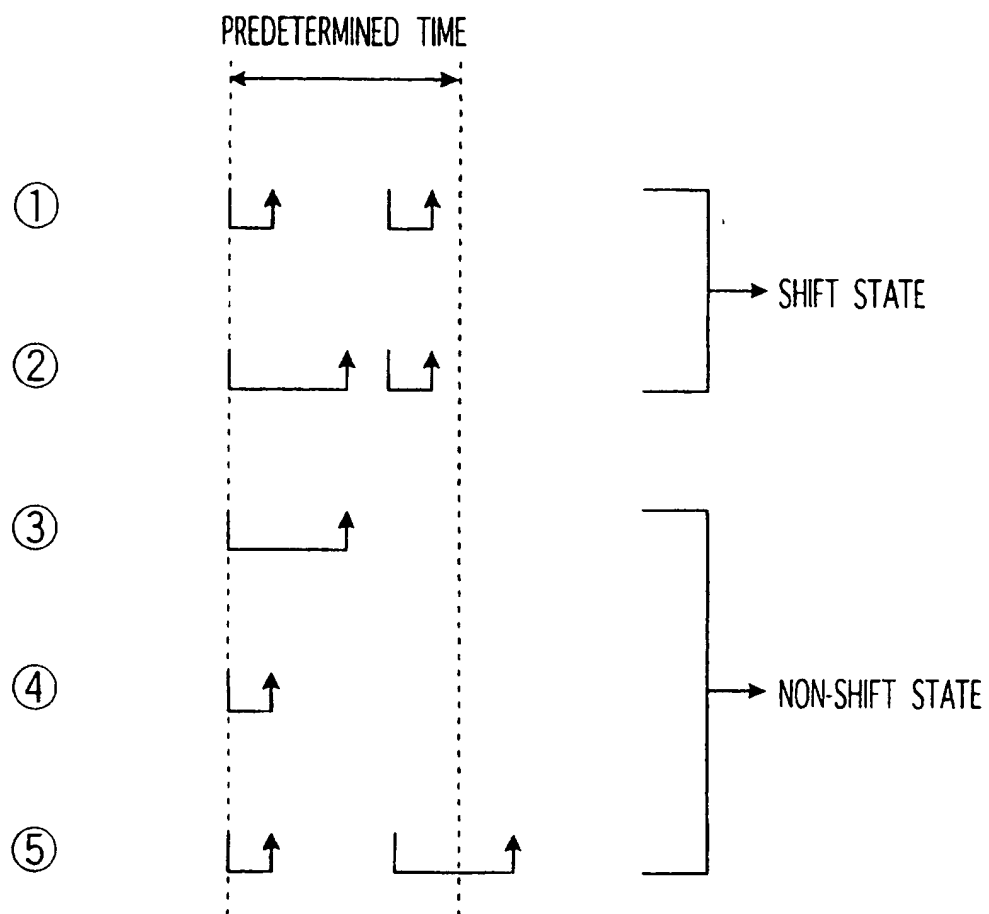 PREDETERMINED TIME
①
②
SHIFT STATE
③
④
NON-SHIFT STATE
⑤